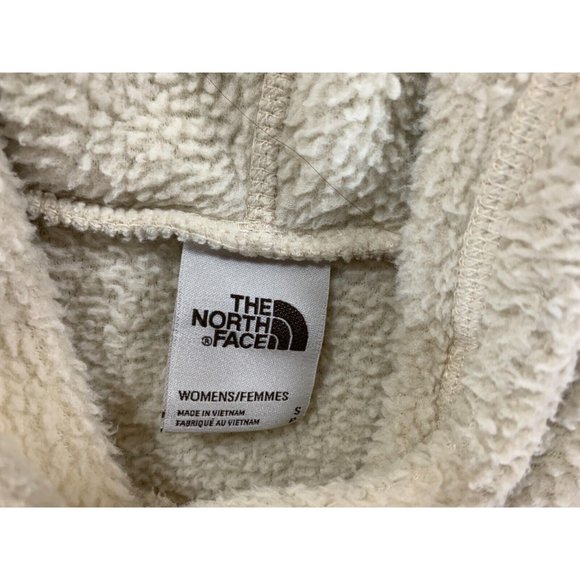 THE
NORTH
®FACE
WOMENS/FEMMES
MADE IN VIETNAM S
FABRIQUÉ AU VIETNAM